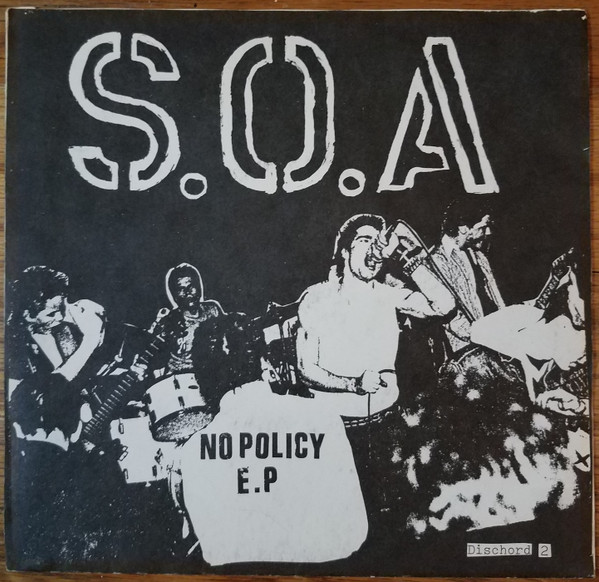 S.O.A
NO POLICY
E.P
X
Dischord 2